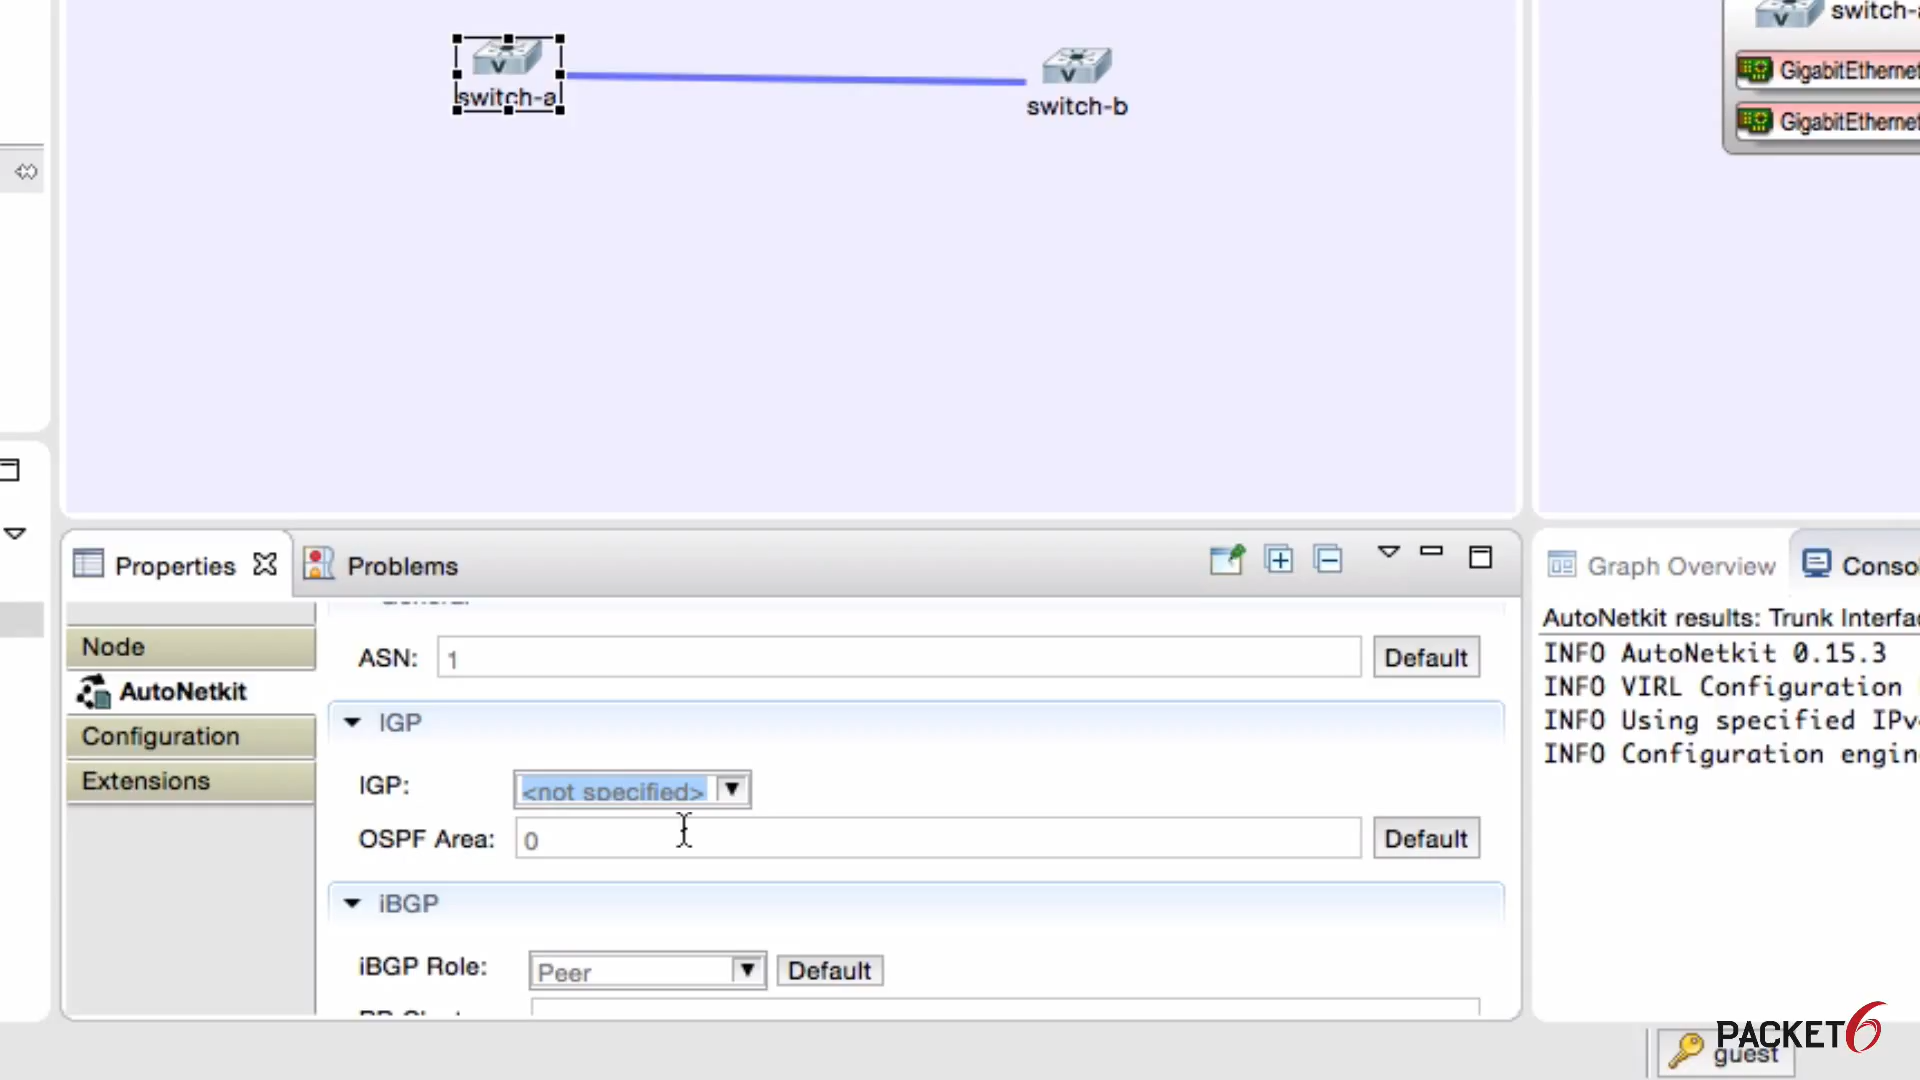 switch-a
switch-b
switch-a
GigabitEthernet
GigabitEthernet
Properties
Problems
Graph Overview
Consol
Node
AutoNetkit
Configuration
Extensions
ASN:
1
Default
IGP
IGP:
<not specified>
OSPF Area:
0
Default
iBGP
iBGP Role:
Peer
Default
AutoNetkit results: Trunk Interfac
INFO AutoNetkit 0.15.3
INFO VIRL Configuration
INFO Using specified IPv
INFO Configuration engin
guest
PACKET6